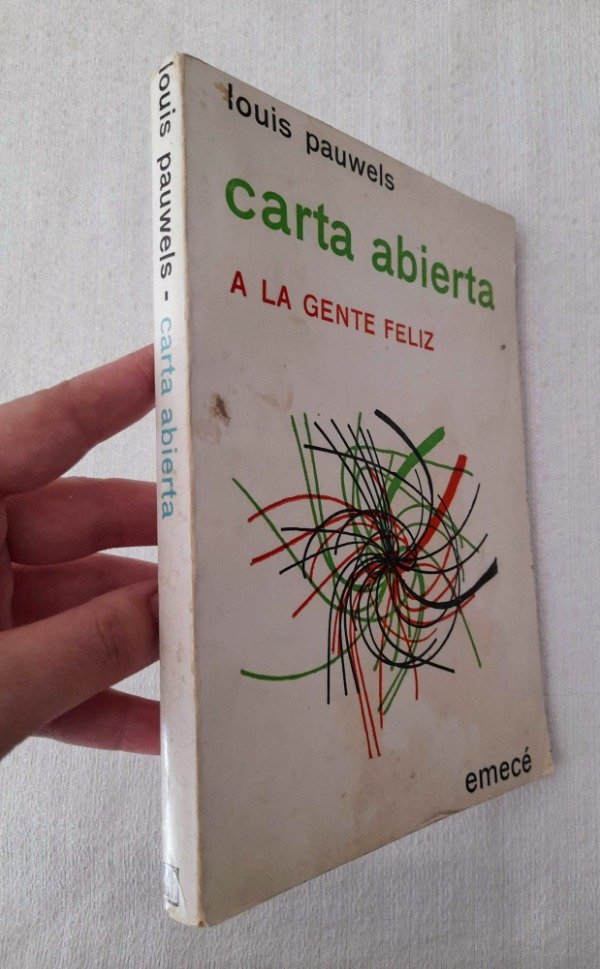 louis pauwels - carta abierta
louis pauwels
carta abierta
A LA GENTE FELIZ
emecé